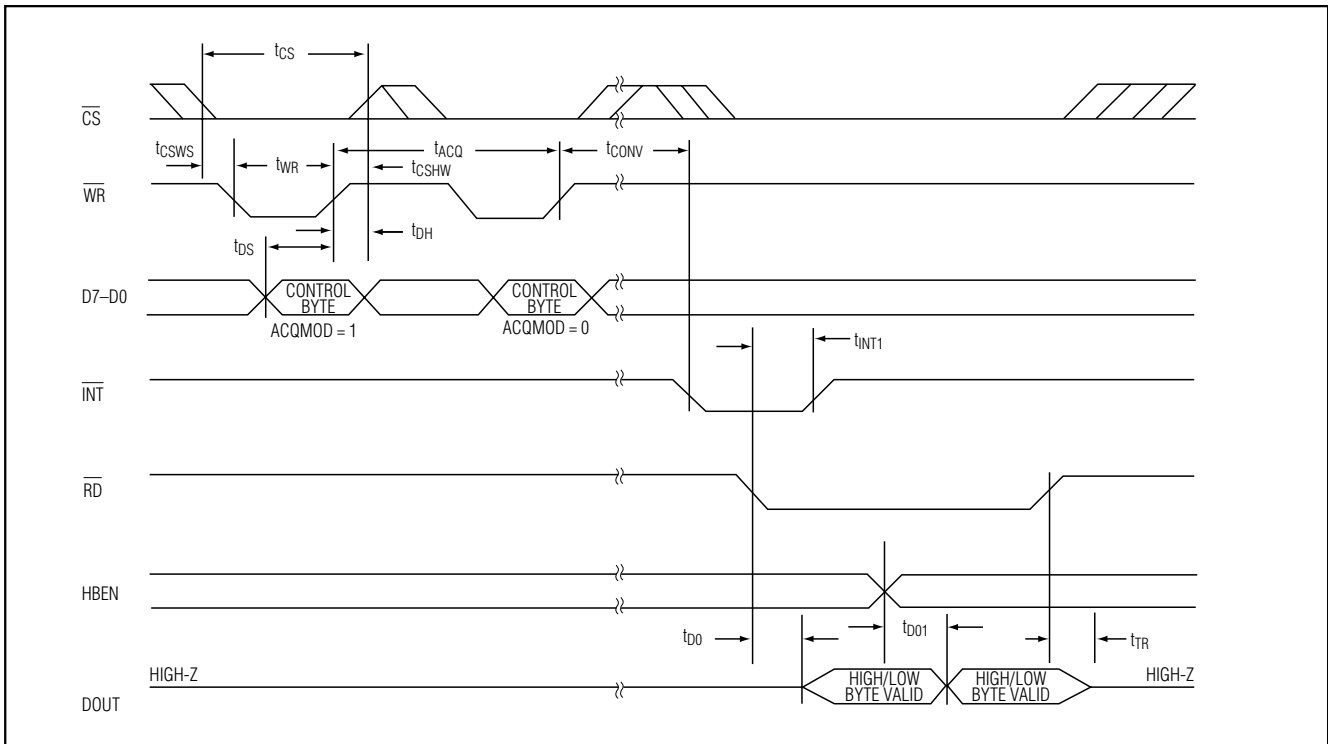 tCS
CS
tCSWS
tWR
tACQ
tCSHW
tCONV
WR
tDS
tDH
D7–D0
CONTROL
BYTE
ACQMOD = 1
CONTROL
BYTE
ACQMOD = 0
tINT1
INT
RD
HBEN
tD0
tD01
tTR
HIGH-Z
DOUT
HIGH/LOW
BYTE VALID
HIGH/LOW
BYTE VALID
HIGH-Z